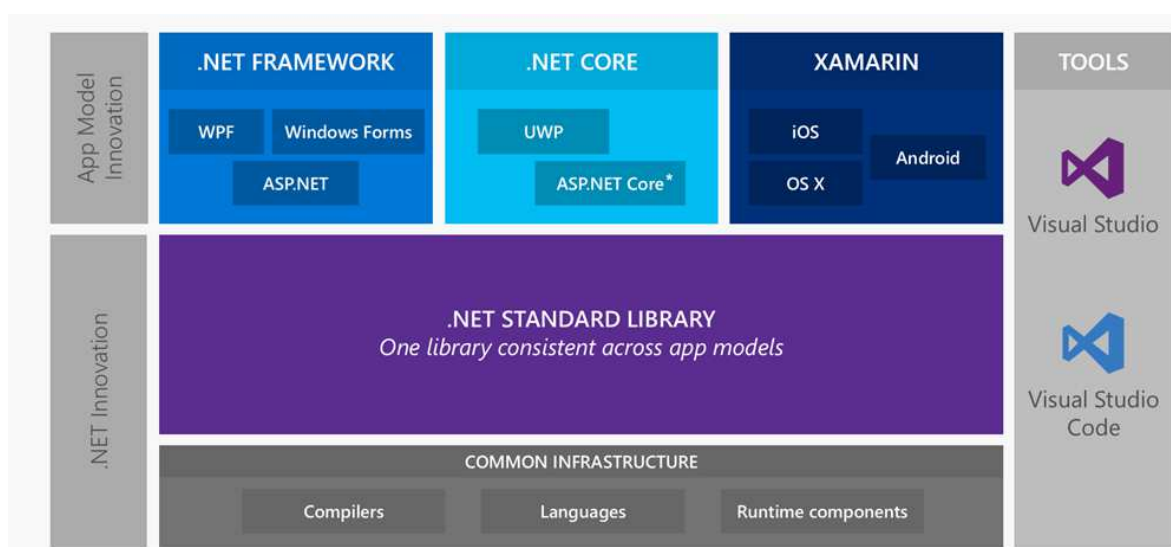 App Model
Innovation
.NET FRAMEWORK
WPF
Windows Forms
ASP.NET
.NET CORE
UWP
ASP.NET Core*
XAMARIN
iOS
Android
OS X
TOOLS
Visual Studio
Visual Studio
Code
.NET Innovation
.NET STANDARD LIBRARY
One library consistent across app models
COMMON INFRASTRUCTURE
Compilers
Languages
Runtime components